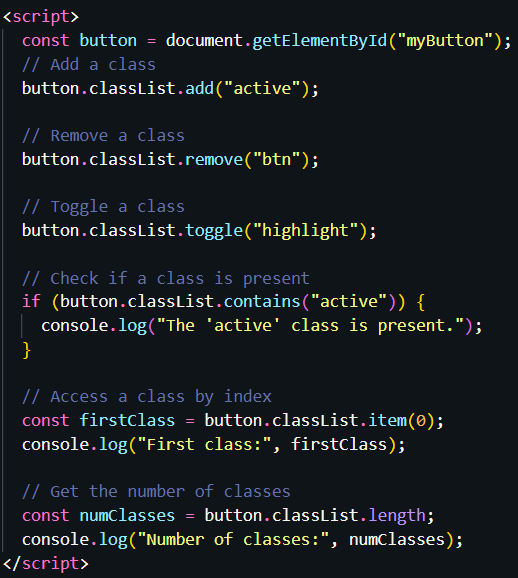 <script>
const button = document.getElementById("myButton");
// Add a class
button.classList.add("active");
// Remove a class
button.classList.remove("btn");
// Toggle a class
button.classList.toggle("highlight");
// Check if a class is present
if (button.classList.contains("active")) {
console.log("The 'active' class is present.");
}
// Access a class by index
const firstClass = button.classList.item(0);
console.log("First class:", firstClass);
// Get the number of classes
const numClasses = button.classList.length;
console.log("Number of classes:", numClasses);
</script>